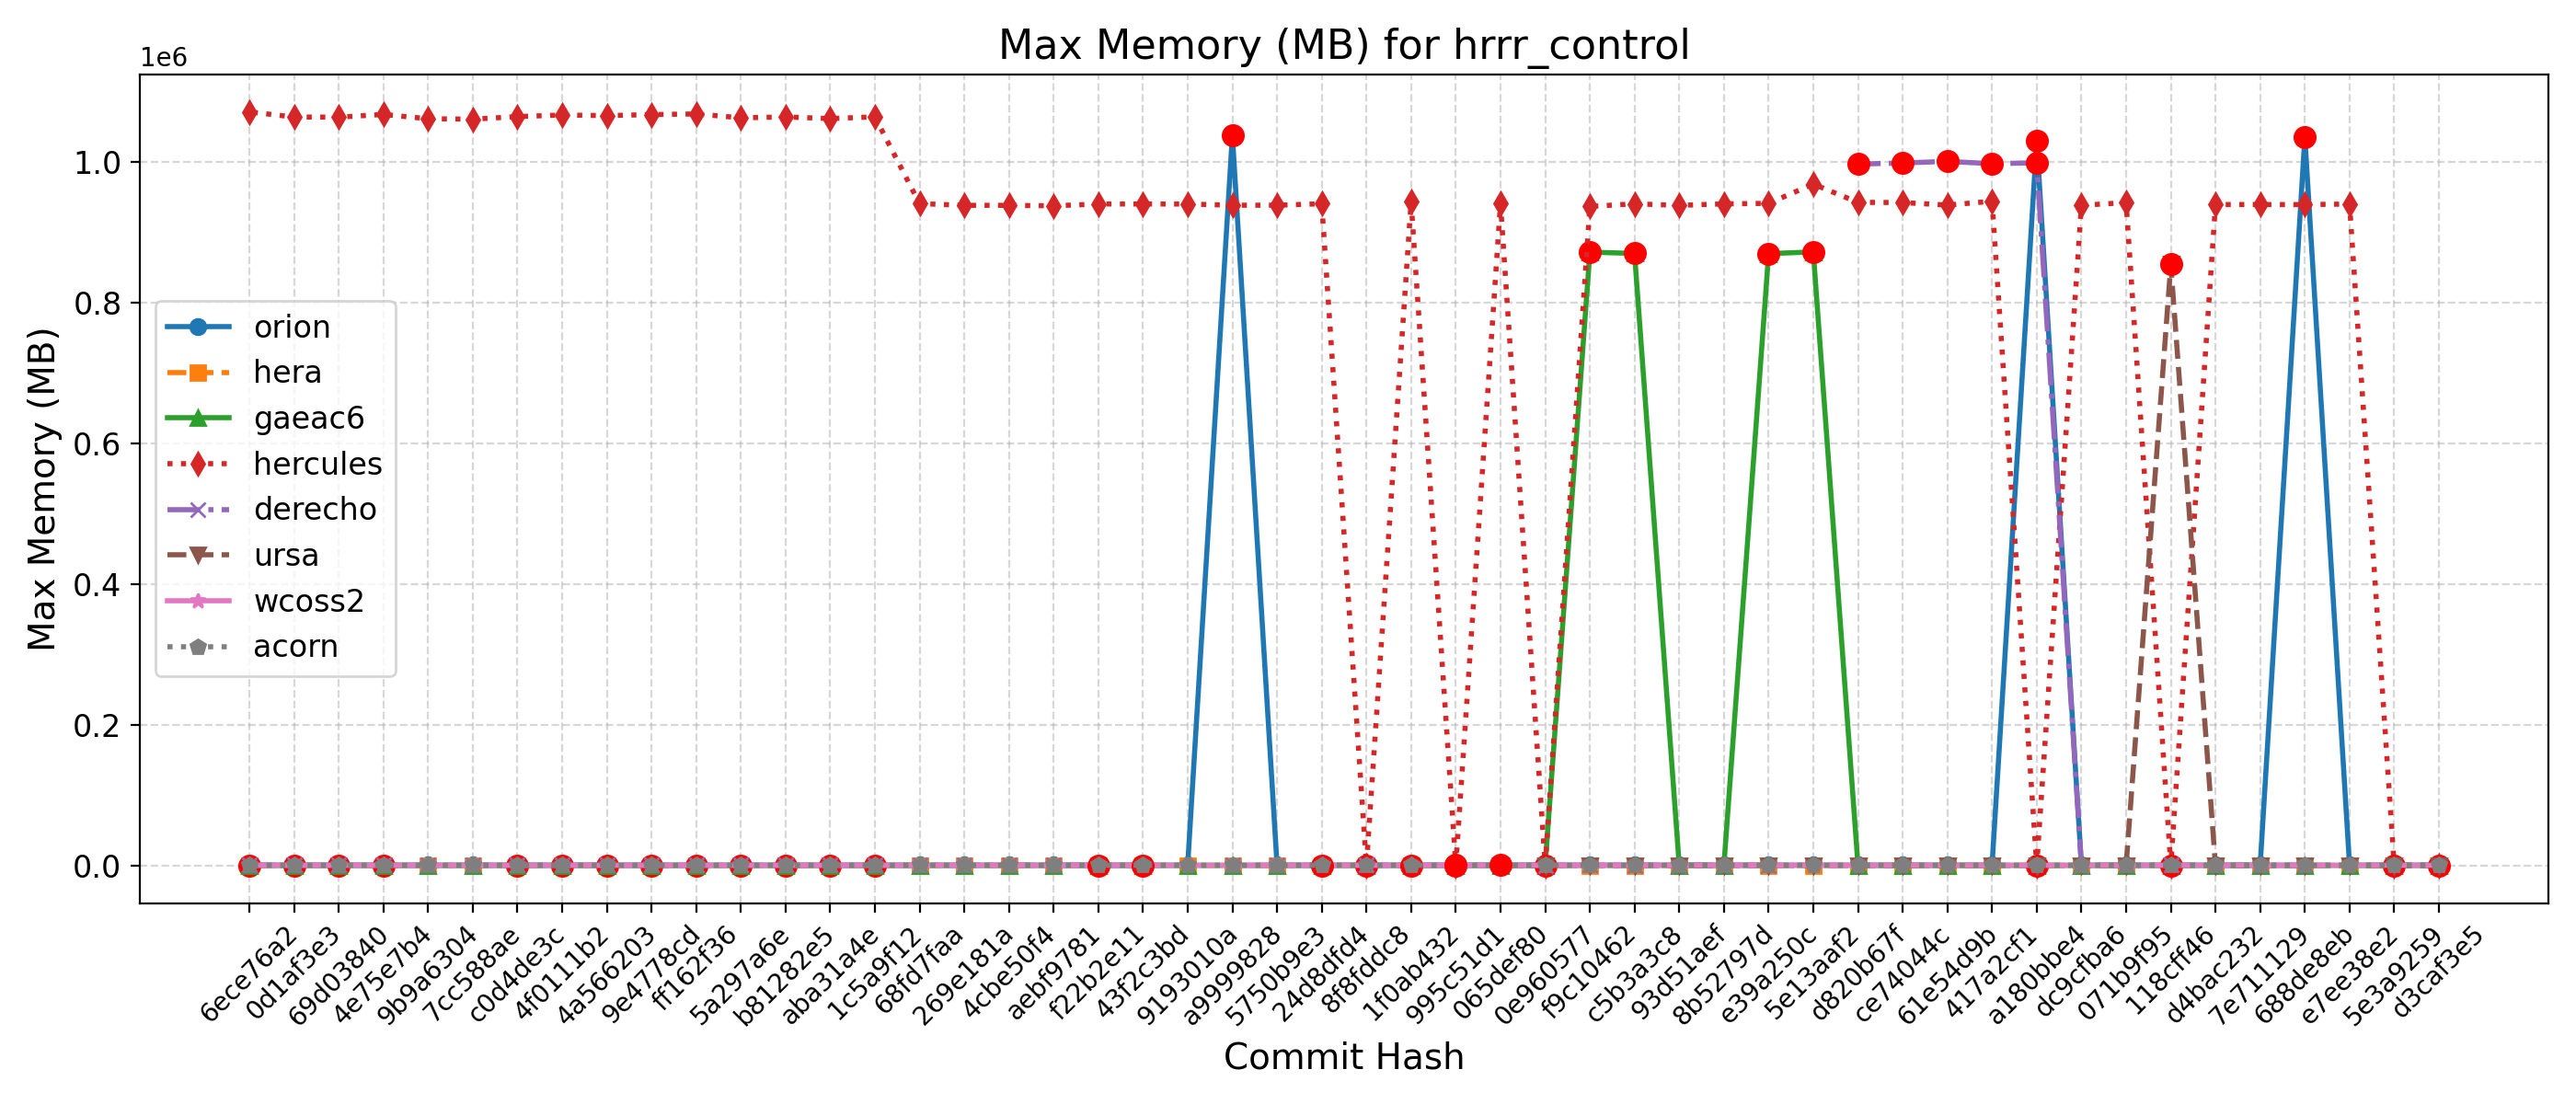 Max Memory (MB) for hrrr_control
1e6
1.0
0.8
0.6
0.4
0.2
0.0
Max Memory (MB)
orion
hera
gaeac6
hercules
derecho
ursa
wcoss2
acorn
6ece76a2
0d1af3e3
69d03840
4e75e7b4
9b9a6304
7cc588ae
c0d4de3c
4f0111b2
4a566203
9e4778cd
ff162f36
5a297a6e
b81282e5
aba31a4e
1c5a9f12
68fd7faa
269e181a
4cbe50f4
aebf9781
f22b2e11
43f2c3bd
9193010a
a9999828
5750b9e3
24d8dfd4
8f8fddc8
1f0ab432
995c51d1
065def80
0e960577
f9c10462
c5b3a3c8
93d51aef
8b52797d
e39a250c
5e13aaf2
d820b67f
ce74044c
61e54d9b
417a2cf1
a180bbe4
dc9cfba6
071b9f95
118cff46
d4bac232
7e711129
688de8eb
e7ee38e2
5e3a9259
d3caf3e5
Commit Hash